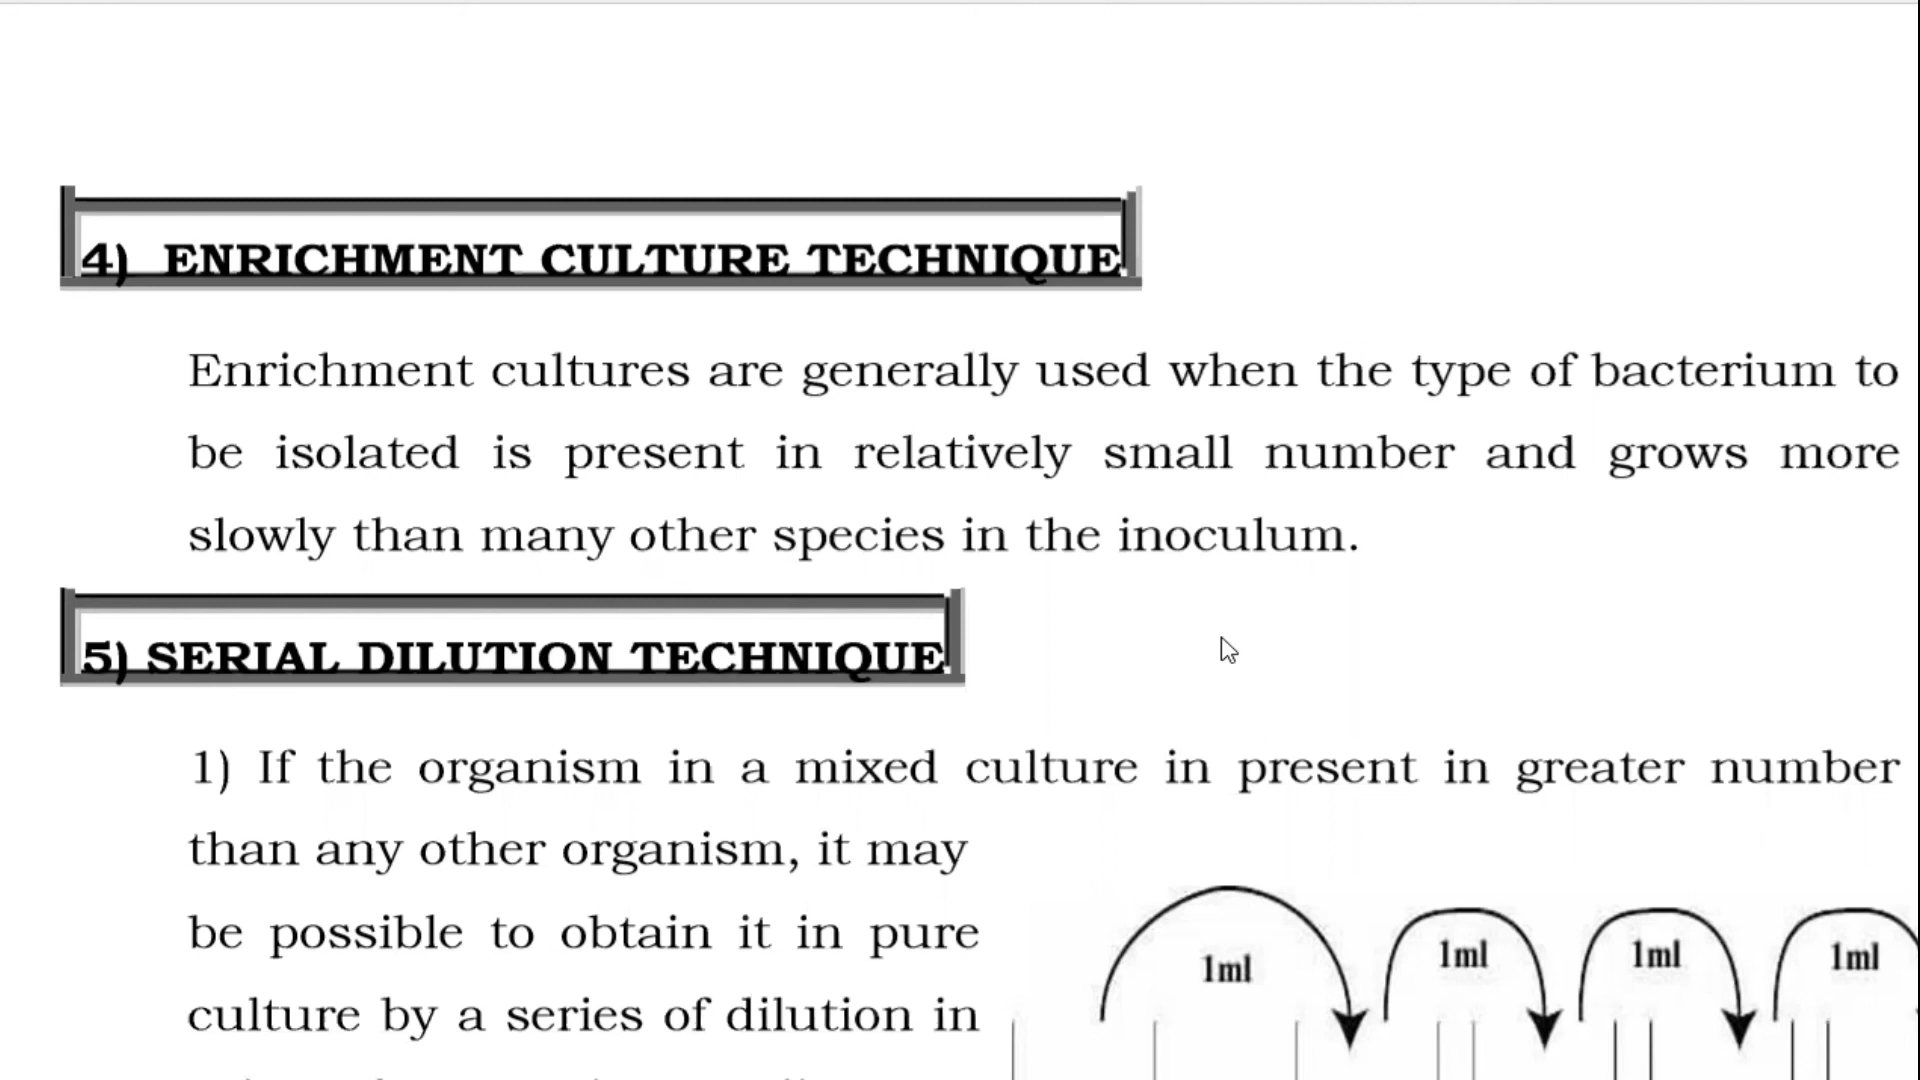 4) ENRICHMENT CULTURE TECHNIQUE
Enrichment cultures are generally used when the type of bacterium to
be isolated is present in relatively small number and grows more
slowly than many other species in the inoculum.
5) SERIAL DILUTION TECHNIQUE
1) If the organism in a mixed culture in present in greater number
than any other organism, it may
be possible to obtain it in pure
culture by a series of dilution in
1ml 1ml 1ml 1ml